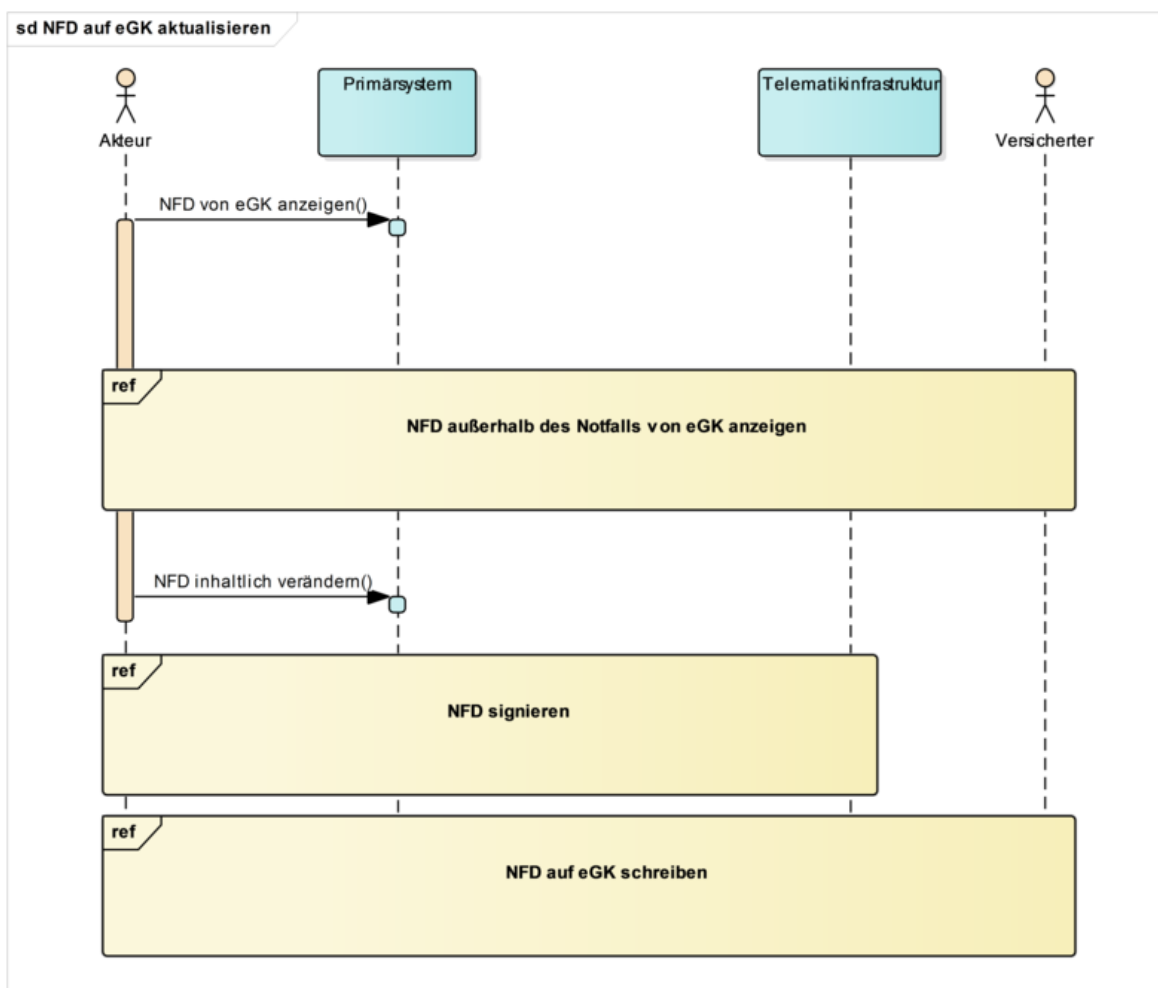 sd NFD auf eGK aktualisieren
Primärsystem
Telematikinfrastruktur
Akteur
Versicherter
NFD von eGK anzeigen()
ref
NFD außerhalb des Notfalls von eGK anzeigen
NFD inhaltlich verändern()
ref
NFD signieren
ref
NFD auf eGK schreiben